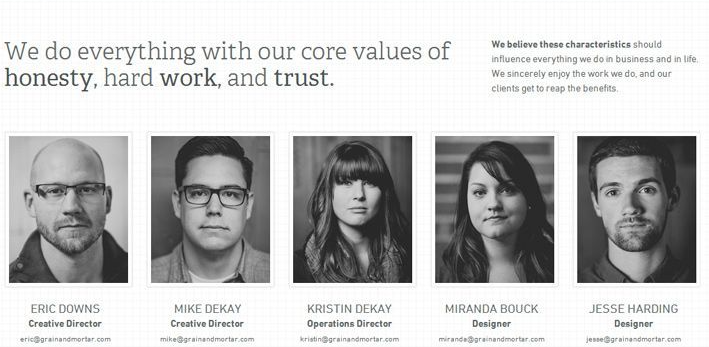 We do everything with our core values of
honesty, hard work, and trust.
We believe these characteristics should
influence everything we do in business and in life.
We sincerely enjoy the work we do, and our
clients get to reap the benefits.
ERIC DOWNS
Creative Director
eric@grainandmortar.com
MIKE DEKAY
Creative Director
mike@grainandmortar.com
KRISTIN DEKAY
Operations Director
kristin@grainandmortar.com
MIRANDA BOUCK
Designer
miranda@grainandmortar.com
JESSE HARDING
Designer
jesse@grainandmortar.com